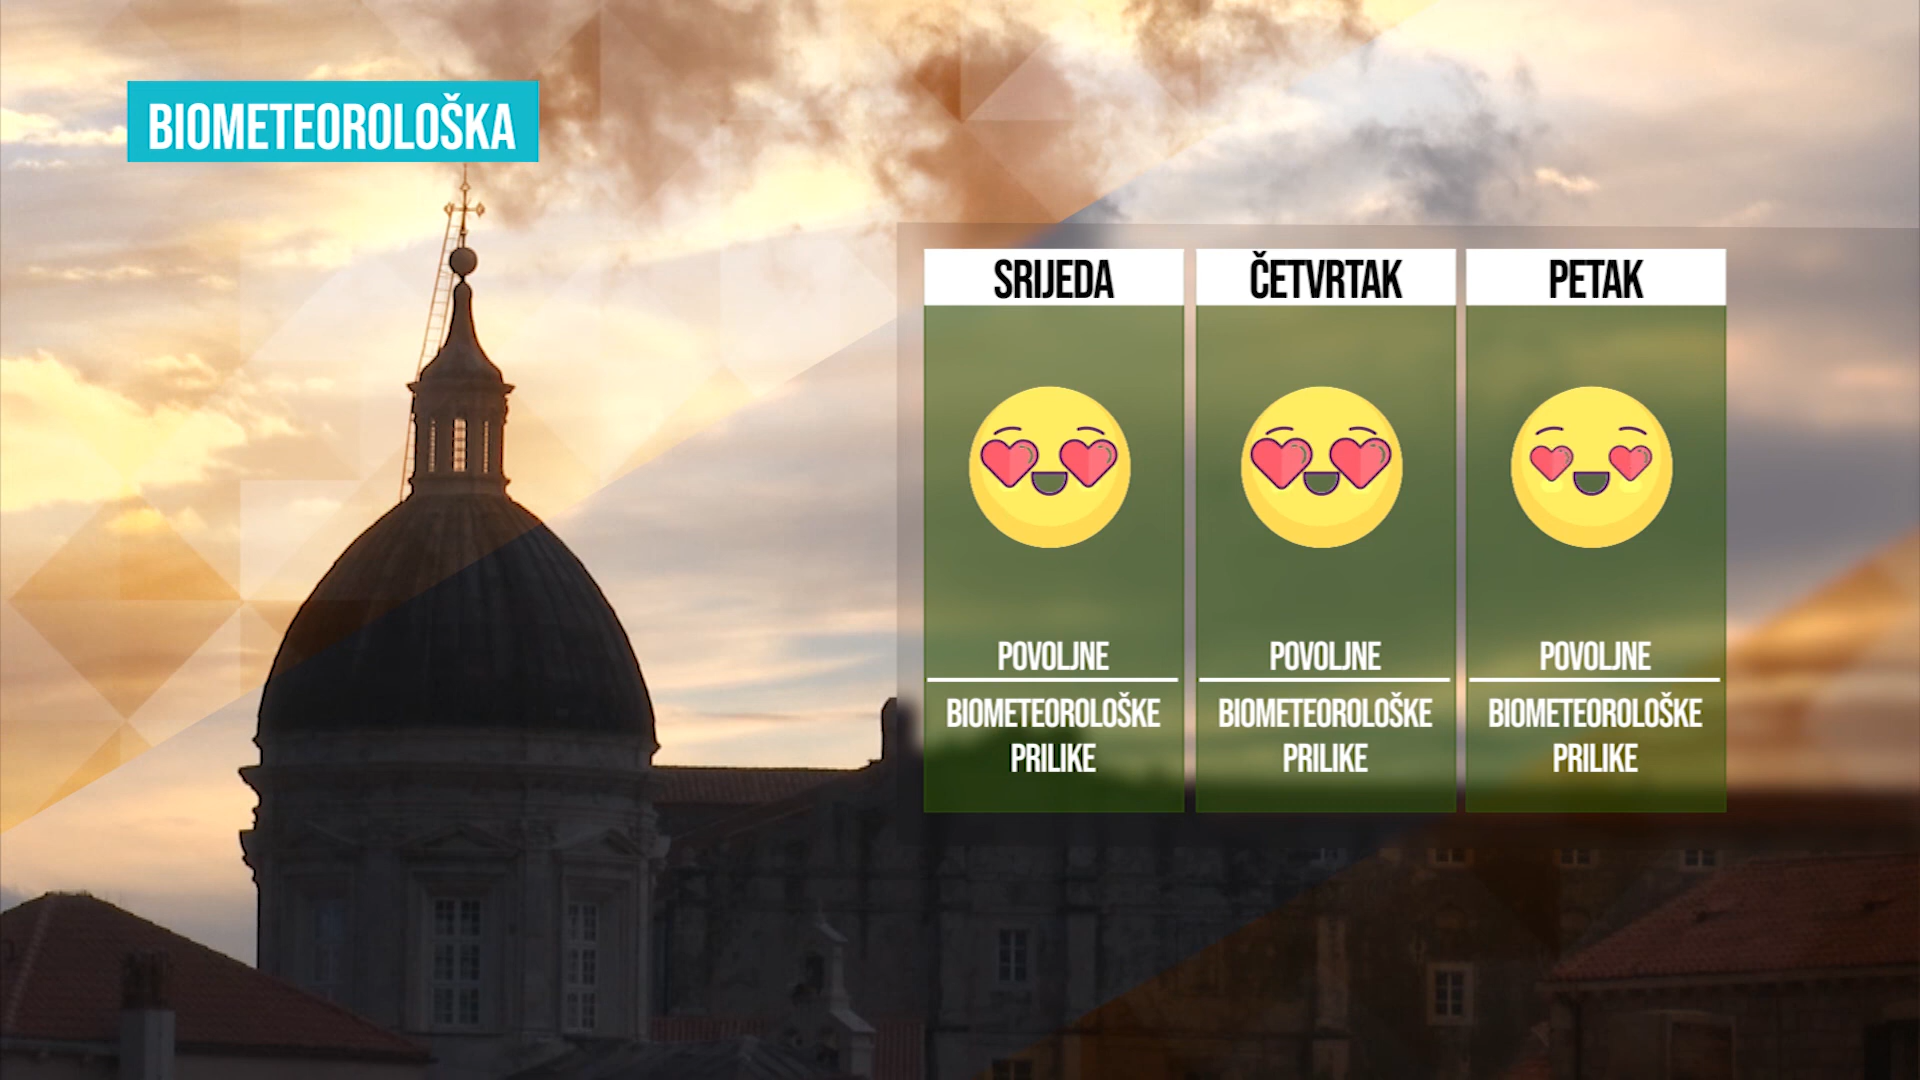 BIOMETEOROLOŠKA
SRIJEDA
POVOLJNE
BIOMETEOROLOŠKE
PRILIKE
ČETVRTAK
POVOLJNE
BIOMETEOROLOŠKE
PRILIKE
PETAK
POVOLJNE
BIOMETEOROLOŠKE
PRILIKE